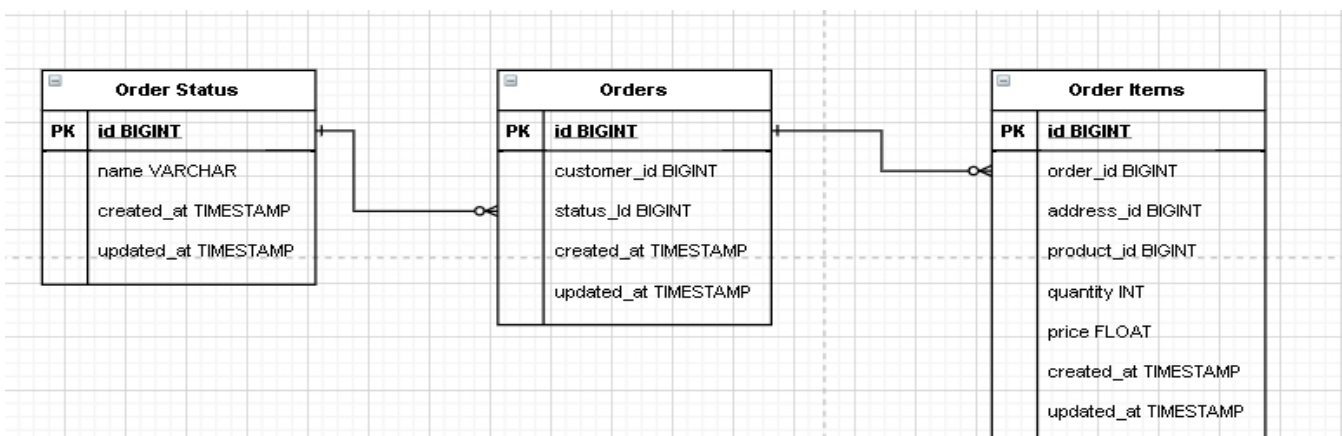 Order Status
PK id BIGINT
name VARCHAR
created_at TIMESTAMP
updated_at TIMESTAMP
Orders
PK id BIGINT
customer_id BIGINT
status_Id BIGINT
created_at TIMESTAMP
updated_at TIMESTAMP
Order Items
PK id BIGINT
order_id BIGINT
address_id BIGINT
product_id BIGINT
quantity INT
price FLOAT
created_at TIMESTAMP
updated_at TIMESTAMP